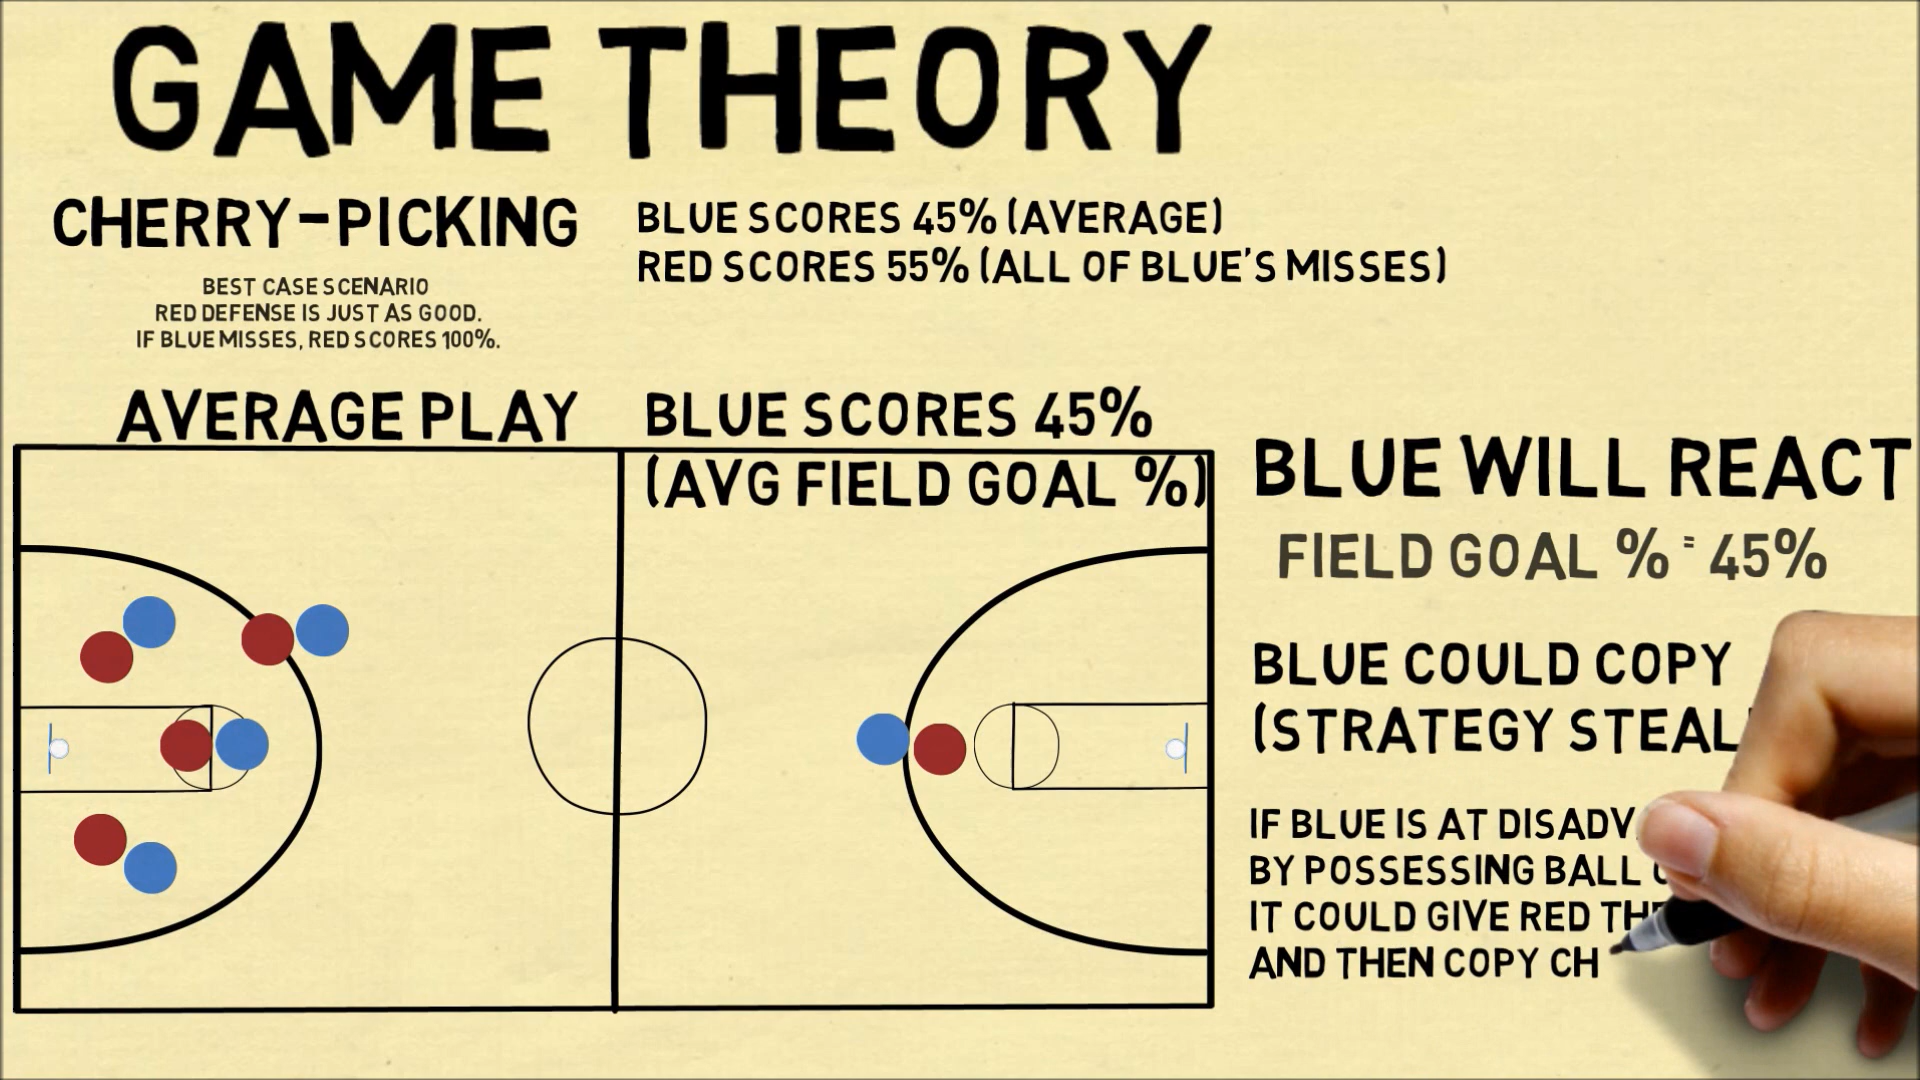 GAME THEORY
CHERRY-PICKING
BEST CASE SCENARIO
RED DEFENSE IS JUST AS GOOD.
IF BLUE MISSES, RED SCORES 100%.
BLUE SCORES 45% (AVERAGE)
RED SCORES 55% (ALL OF BLUE'S MISSES)
AVERAGE PLAY
BLUE SCORES 45%
(AVG FIELD GOAL %)
BLUE WILL REACT
FIELD GOAL % = 45%
BLUE COULD COPY
(STRATEGY STEAL
IF BLUE IS AT DISADV
BY POSSESSING BALL
IT COULD GIVE RED
AND THEN COPY CH